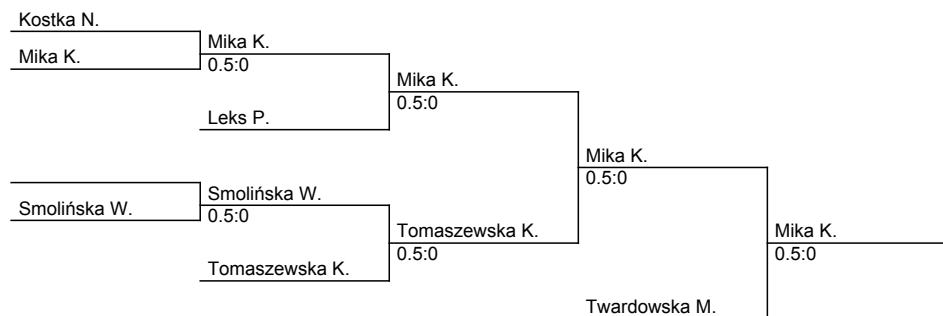 Kostka N.
Mika K.
Mika K.
0.5:0
Leks P.
Mika K.
0.5:0
Smolińska W.
Smolińska W.
0.5:0
Tomaszewska K.
Tomaszewska K.
0.5:0
Mika K.
0.5:0
Twardowska M.
Mika K.
0.5:0